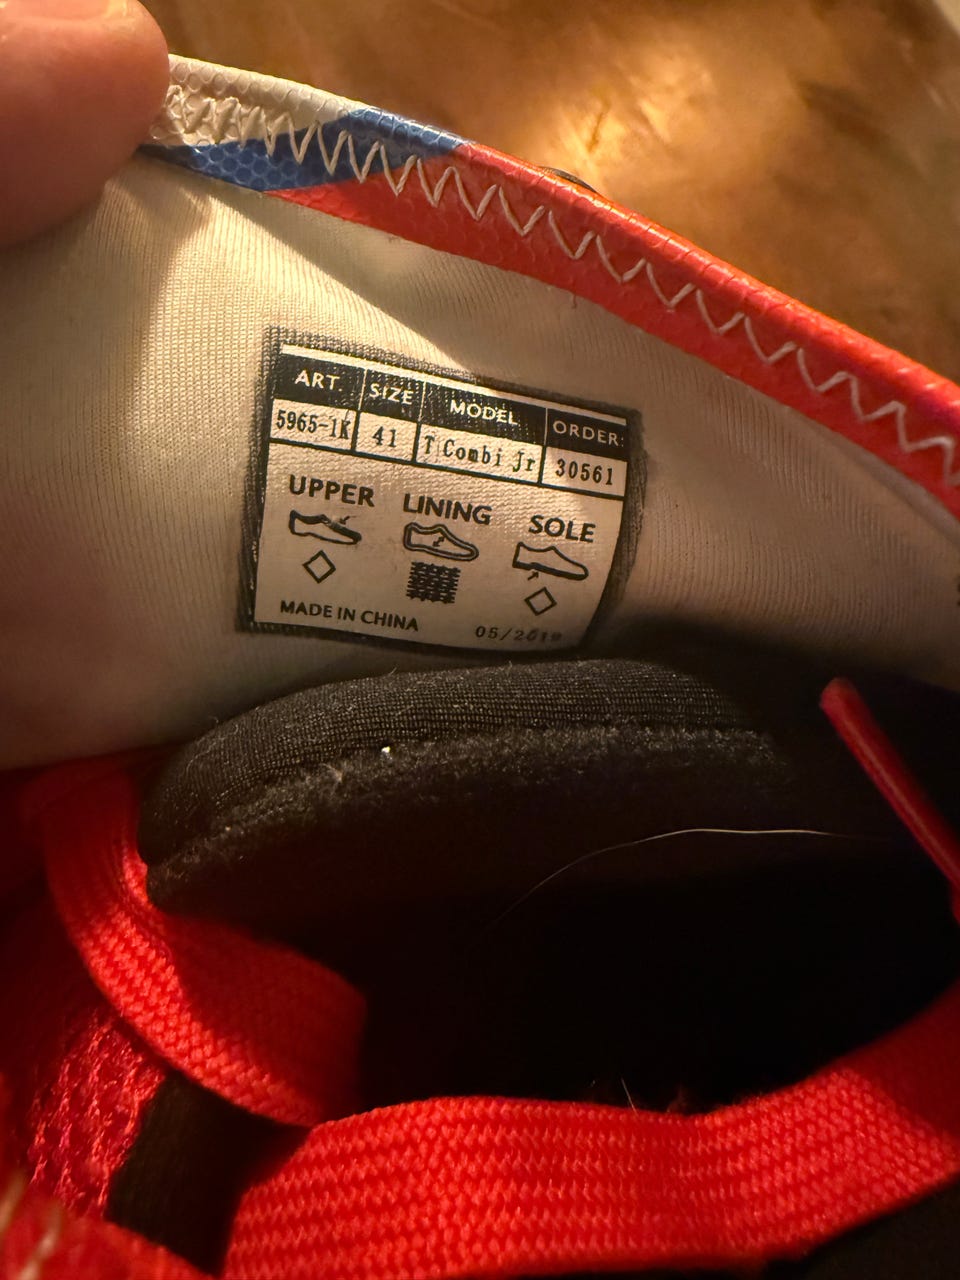 ART. SIZE MODEL ORDER:
5965-1K 41 T Combi Jr 30561
UPPER LINING SOLE
MADE IN CHINA 05/2019